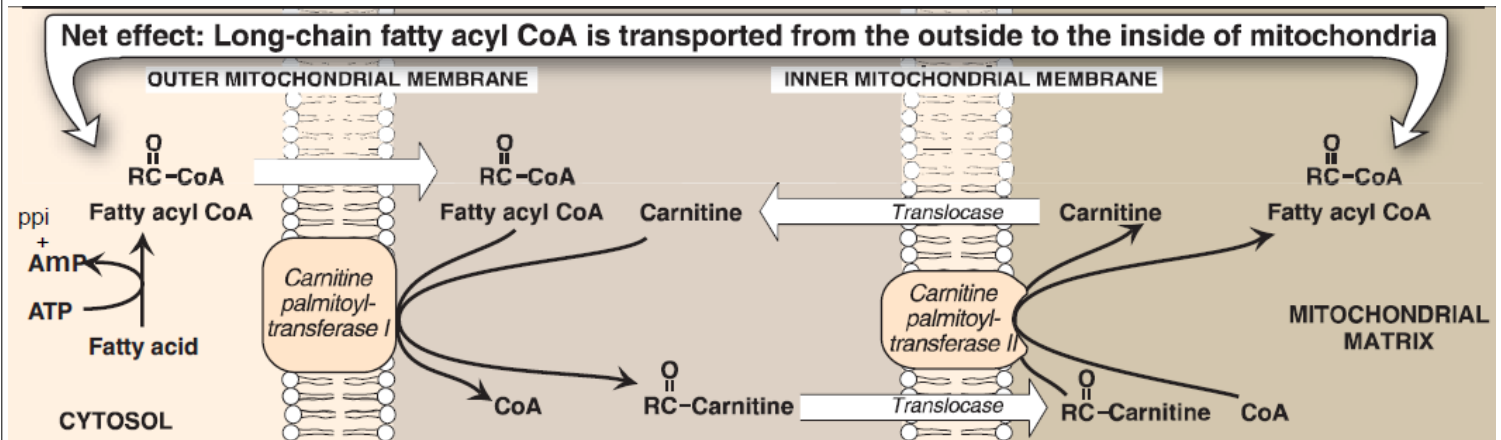 Net effect: Long-chain fatty acyl CoA is transported from the outside to the inside of mitochondria
OUTER MITOCHONDRIAL MEMBRANE
INNER MITOCHONDRIAL MEMBRANE
O
RC–CoA
Fatty acyl CoA
ppi
+
AmP
ATP
Fatty acid
CYTOSOL
Carnitine
palmitoyl-
transferase I
O
RC–CoA
Fatty acyl CoA
Carnitine
CoA
O
RC–Carnitine
Translocase
Translocase
Carnitine
palmitoyl-
transferase II
Carnitine
O
RC–CoA
Fatty acyl CoA
MITOCHONDRIAL
MATRIX
O
RC–Carnitine
CoA